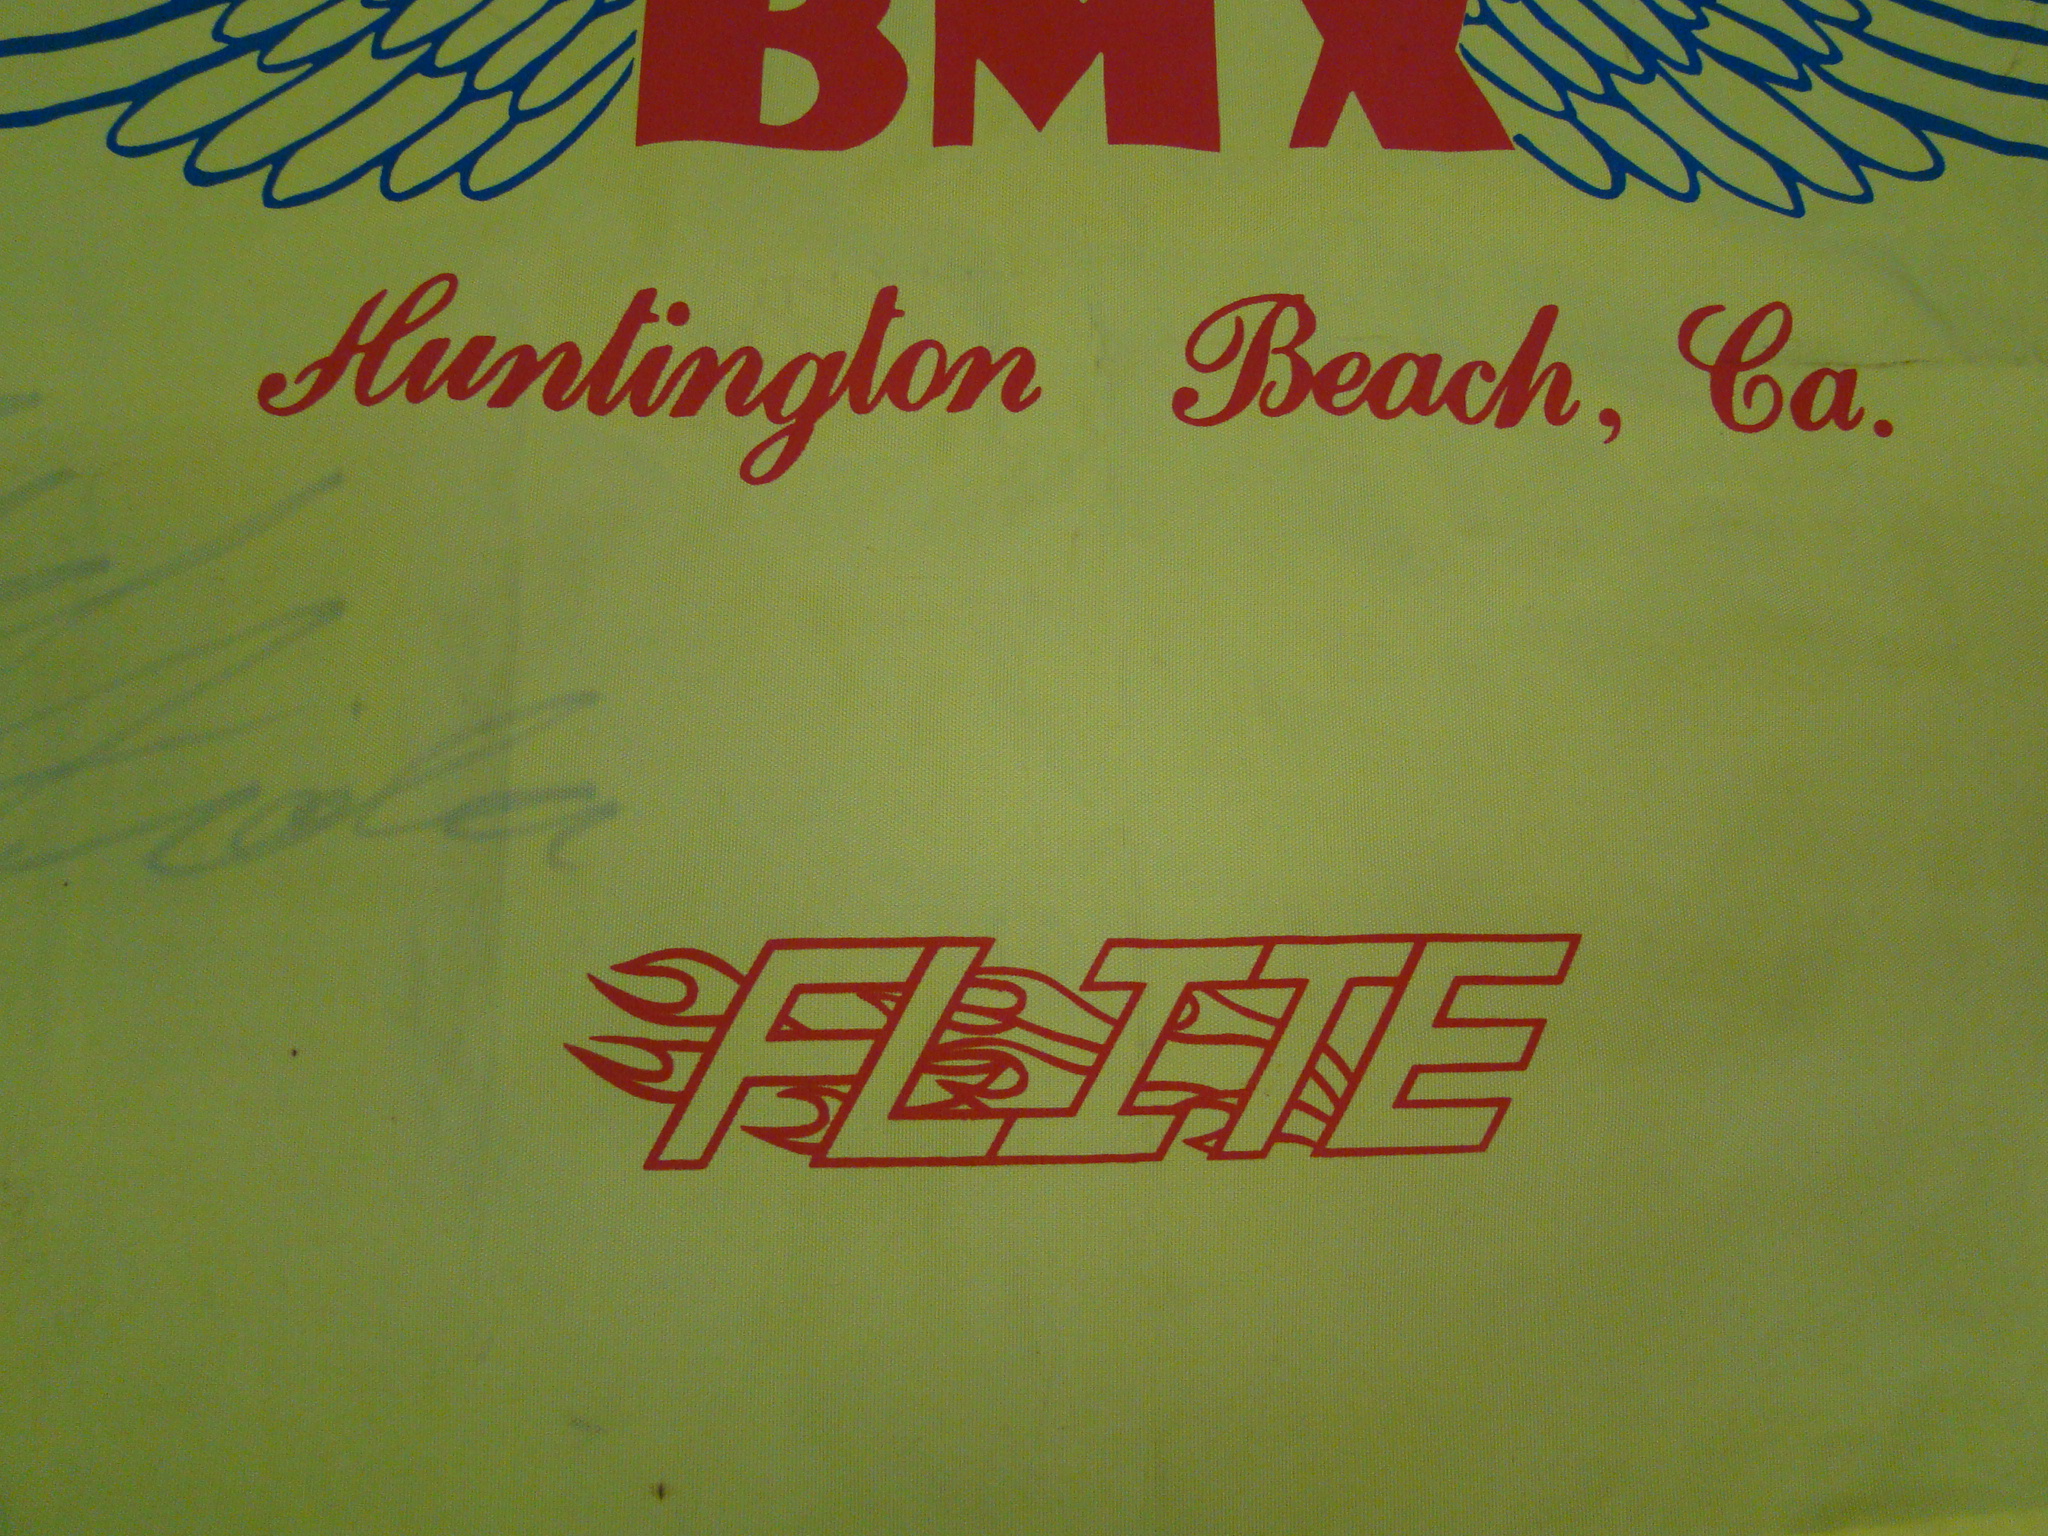 BMX
Huntington Beach, Ca.
FLITE